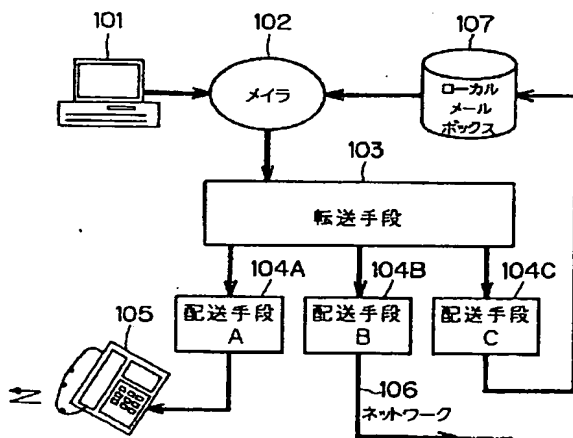 101
102
107
メイラ
ローカル
メール
ボックス
103
転送手段
104A
104B
104C
105
配送手段
A
配送手段
B
配送手段
C
106
ネットワーク